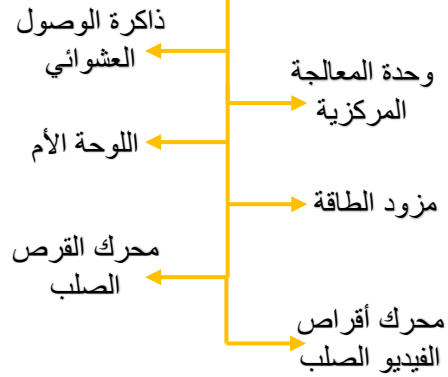 ذاكرة الوصول
العشوائي
وحدة المعالجة
المركزية
اللوحة الأم
مزود الطاقة
محرك القرص
الصلب
محرك أقراص
الفيديو الصلب